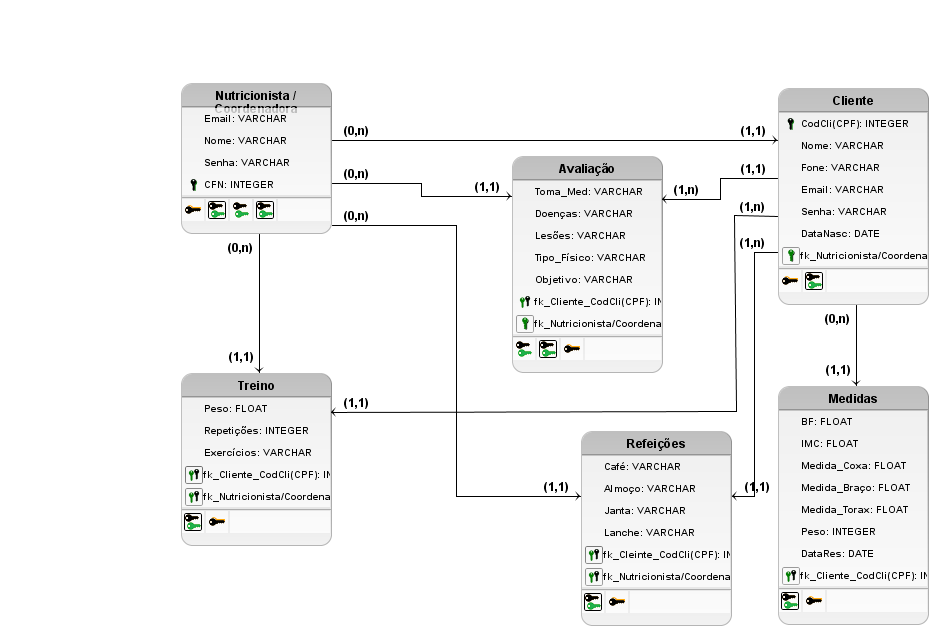 Nutricionista /
Coordenadora
Email: VARCHAR
Nome: VARCHAR
Senha: VARCHAR
CFN: INTEGER
(0,n)
(1,1)
(0,n)
(1,1)
(0,n)
(1,1)
(0,n)
(1,1)
Cliente
CodCli(CPF): INTEGER
Nome: VARCHAR
Fone: VARCHAR
Email: VARCHAR
Senha: VARCHAR
DataNasc: DATE
fk_Nutricionista/Coordena
(1,1)
(1,n)
(1,n)
(1,1)
(1,n)
(1,1)
(0,n)
(1,1)
Avaliação
Toma_Med: VARCHAR
Doenças: VARCHAR
Lesões: VARCHAR
Tipo_Físico: VARCHAR
Objetivo: VARCHAR
fk_Cliente_CodCli(CPF): IN
fk_Nutricionista/Coordena
Treino
Peso: FLOAT
Repetições: INTEGER
Exercícios: VARCHAR
fk_Cliente_CodCli(CPF): IN
fk_Nutricionista/Coordena
Refeições
Café: VARCHAR
Almoço: VARCHAR
Janta: VARCHAR
Lanche: VARCHAR
fk_Cleinte_CodCli(CPF): IN
fk_Nutricionista/Coordena
Medidas
BF: FLOAT
IMC: FLOAT
Medida_Coxa: FLOAT
Medida_Braço: FLOAT
Medida_Torax: FLOAT
Peso: INTEGER
DataRes: DATE
fk_Cliente_CodCli(CPF): IN